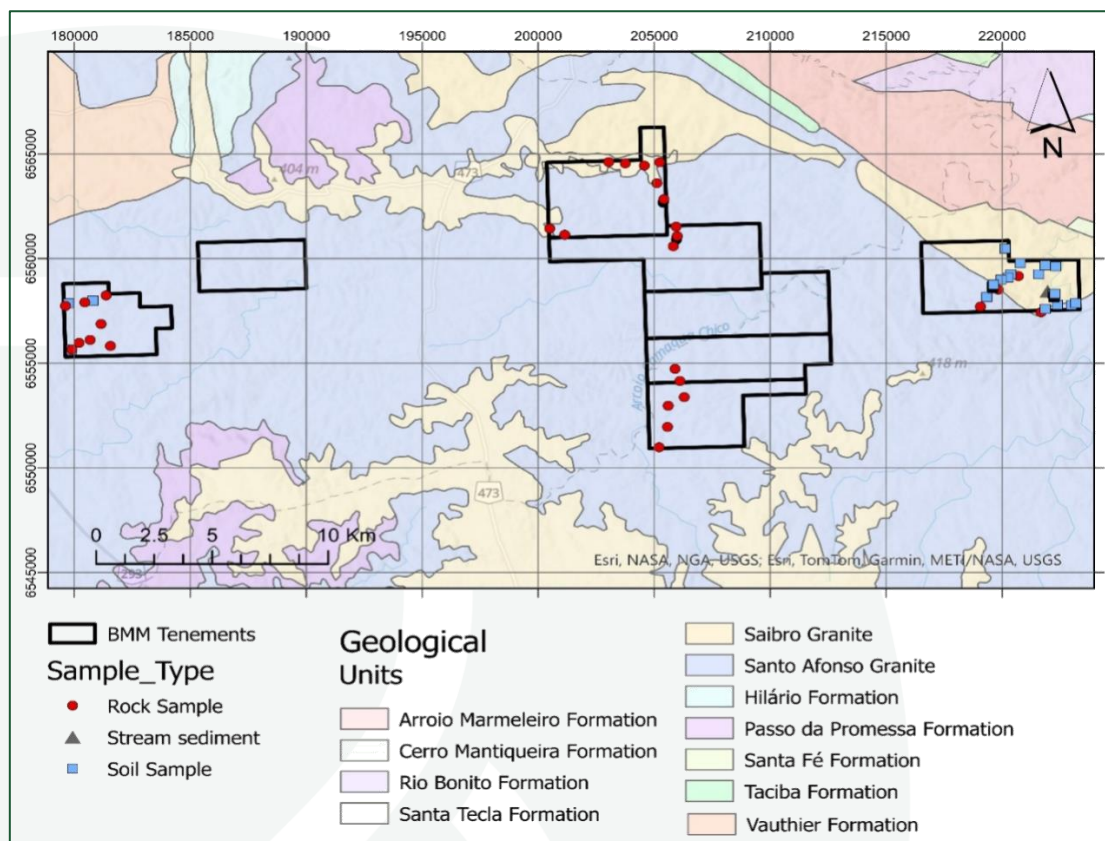 180000 185000 190000 195000 200000 205000 210000 215000 220000
6565000
6560000
6555000
6550000
6545000
404 m
473
N
Arroio Camaquã Chico
418 m
473
293
0 2.5 5 10 Km
Esri, NASA, NGA, USGS; Esri, TomTom, Garmin, METI/NASA, USGS
BMM Tenements
Sample_Type
Rock Sample
Stream sediment
Soil Sample
Geological
Units
Arroio Marmeleiro Formation
Cerro Mantiqueira Formation
Rio Bonito Formation
Santa Tecla Formation
Saibro Granite
Santo Afonso Granite
Hilário Formation
Passo da Promessa Formation
Santa Fé Formation
Taciba Formation
Vauthier Formation